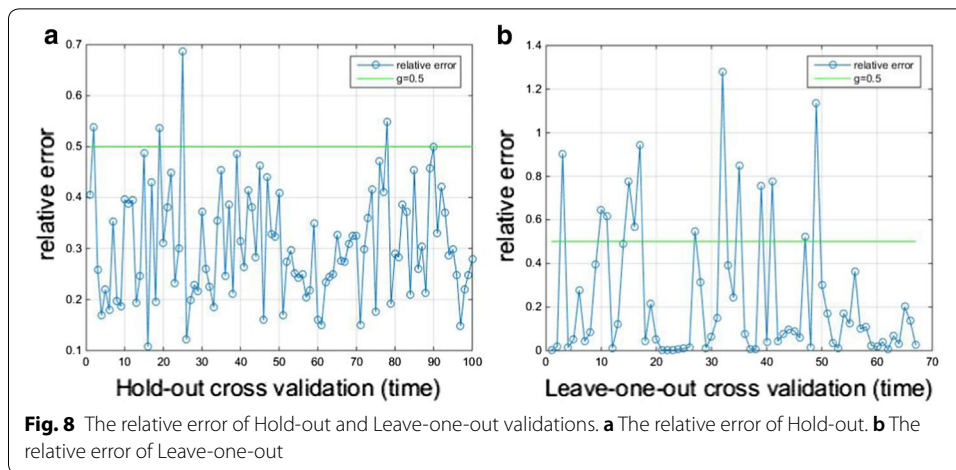 a
0.7
0.6
0.5
0.4
0.3
0.2
0.1
relative error
relative error
g=0.5
0 10 20 30 40 50 60 70 80 90 100
Hold-out cross validation (time)
b
1.4
1.2
1
0.8
0.6
0.4
0.2
0
relative error
relative error
g=0.5
0 10 20 30 40 50 60 70
Leave-one-out cross validation (time)
Fig. 8 The relative error of Hold-out and Leave-one-out validations. a The relative error of Hold-out. b The
relative error of Leave-one-out